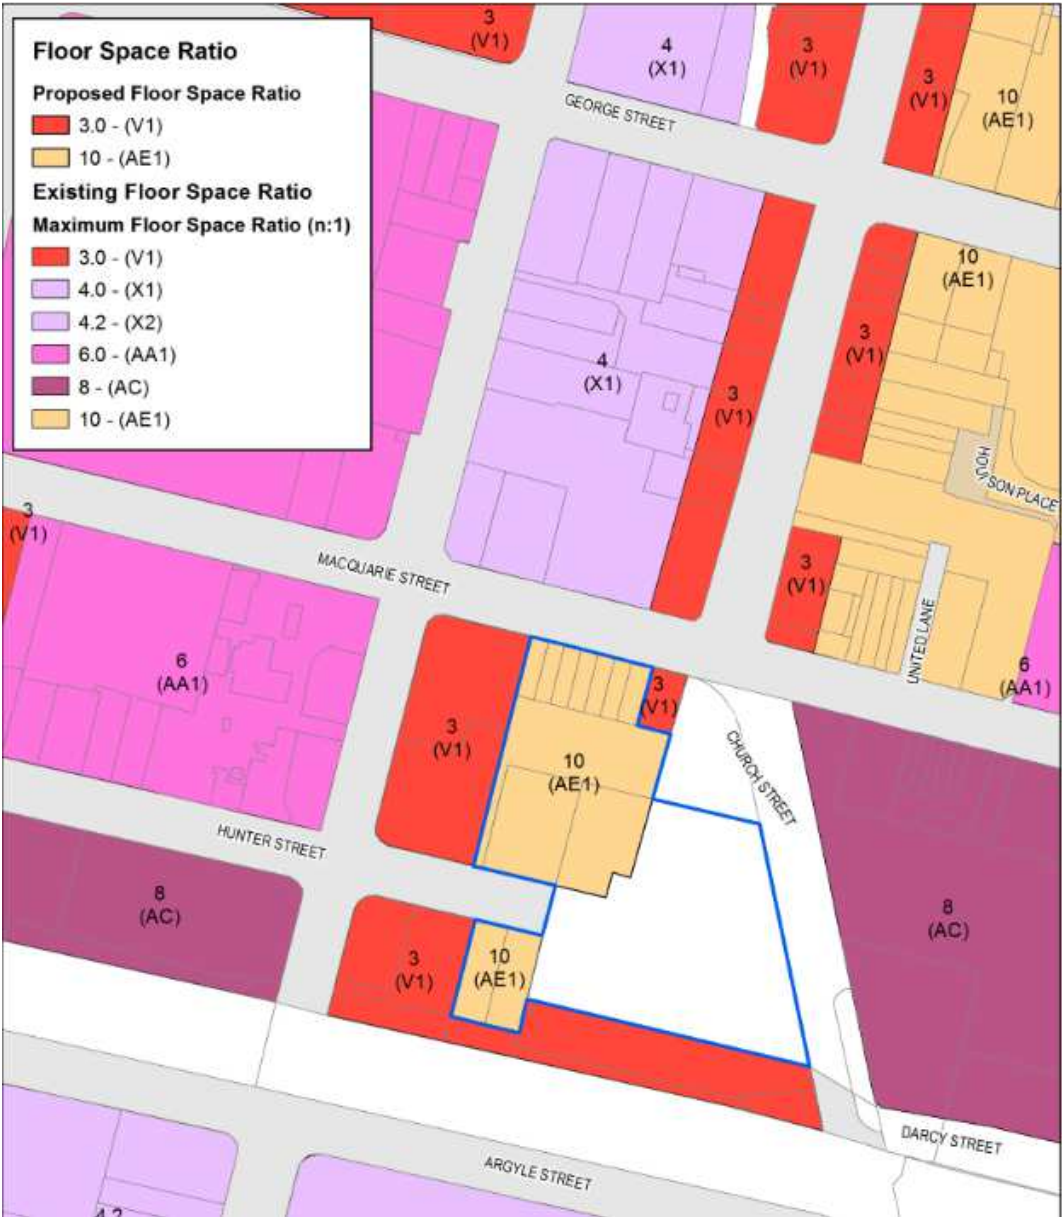 Floor Space Ratio
Proposed Floor Space Ratio
3.0 - (V1)
10 - (AE1)
Existing Floor Space Ratio
Maximum Floor Space Ratio (n:1)
3.0 - (V1)
4.0 - (X1)
4.2 - (X2)
6.0 - (AA1)
8 - (AC)
10 - (AE1)
3
(V1)
4
(X1)
3
(V1)
3
(V1)
10
(AE1)
GEORGE STREET
10
(AE1)
3
(V1)
4
(X1)
3
(V1)
HOUISON PLACE
3
(V1)
MACQUARIE STREET
3
(V1)
UNITED LANE
6
(AA1)
6
(AA1)
3
(V1)
3
(V1)
10
(AE1)
CHURCH STREET
HUNTER STREET
8
(AC)
8
(AC)
3
(V1)
10
(AE1)
DARCY STREET
ARGYLE STREET
4.2